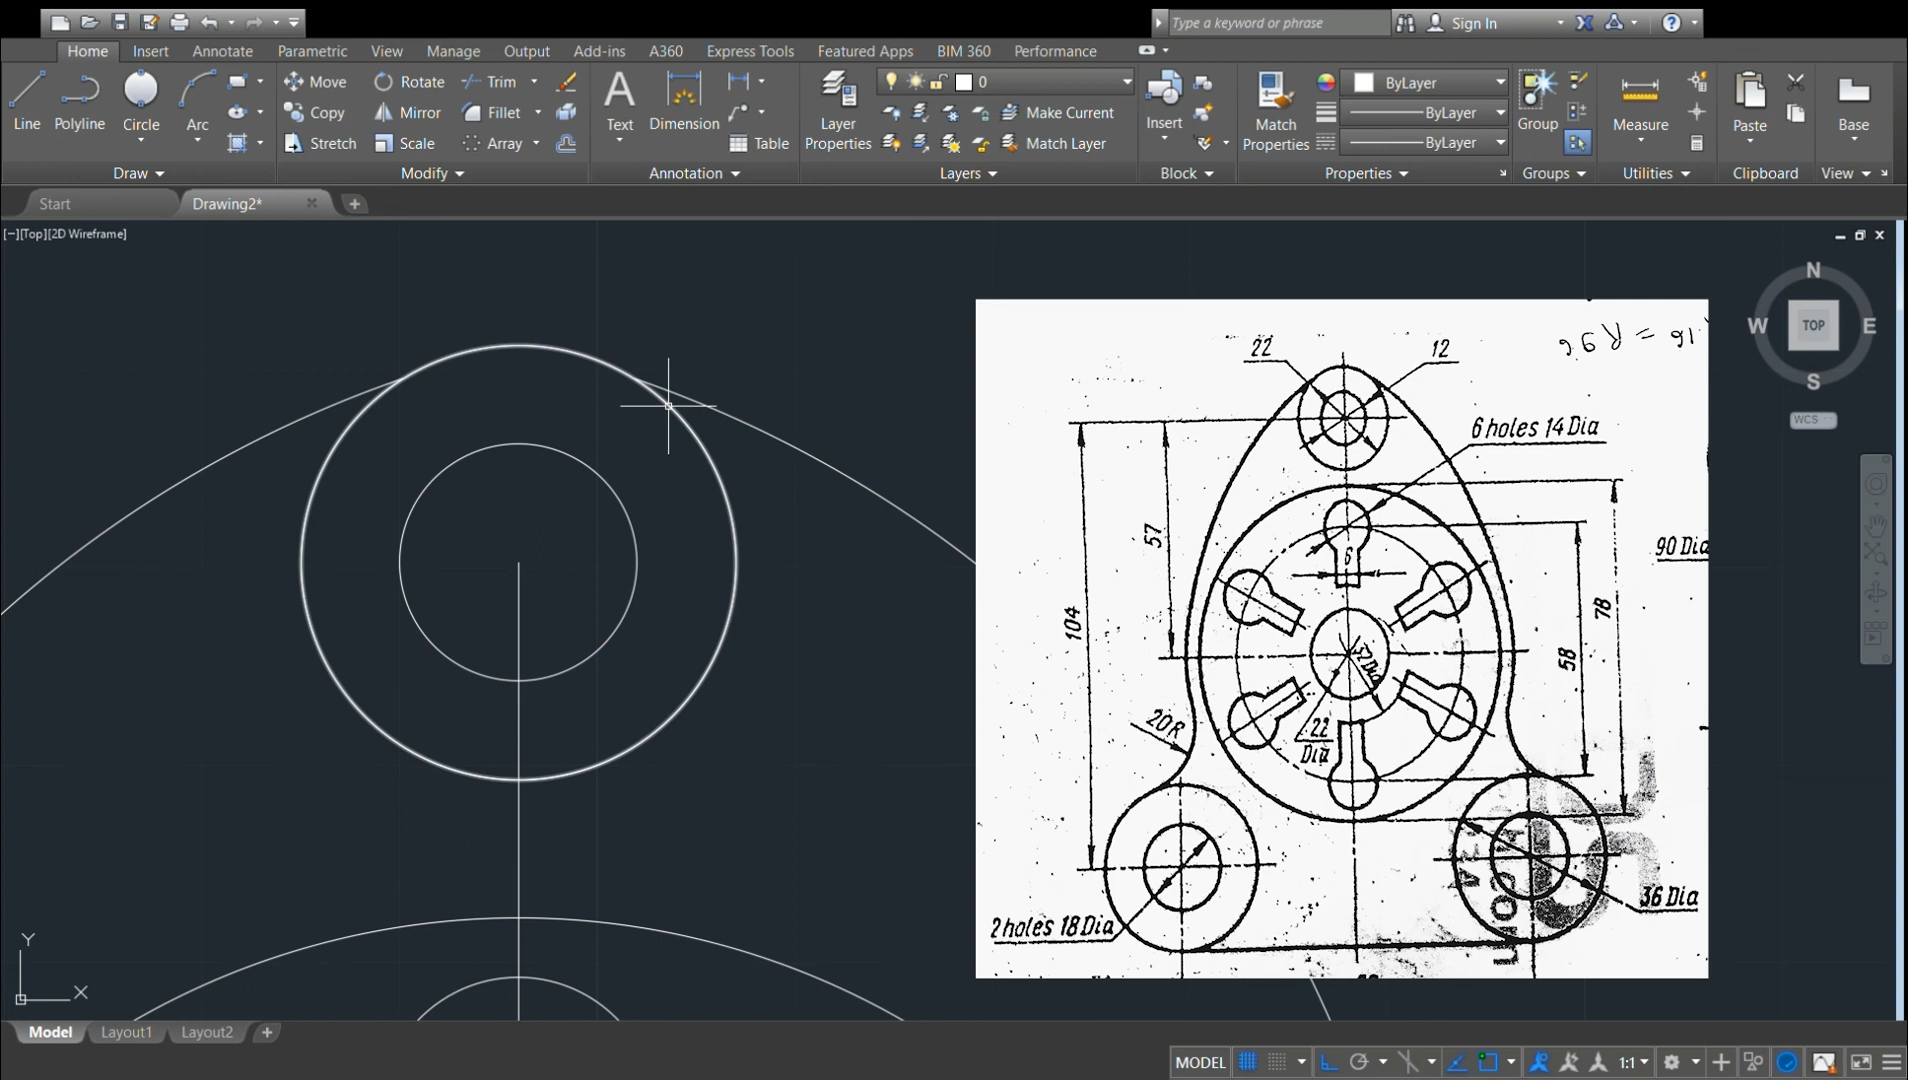 Type a keyword or phrase
Sign In
Home Insert Annotate Parametric View Manage Output Add-ins A360 Express Tools Featured Apps BIM 360 Performance
Line
Polyline
Circle
Arc
Move
Copy
Stretch
Rotate
Mirror
Scale
Trim
Fillet
Array
Text
Dimension
Table
Layer
Properties
0
Make Current
Match Layer
Insert
Match
Properties
ByLayer
ByLayer
ByLayer
Group
Measure
Paste
Base
Draw Modify Annotation Layers Block Properties Groups Utilities Clipboard View
Start Drawing2*
[−][Top][2D Wireframe]
N
W TOP E
S
WCS
22
12
6 holes 14 Dia
57
6
90 Dia
104
58
78
20R
22
Dia
2 holes 18 Dia
36 Dia
Y
X
Model Layout1 Layout2
MODEL
1:1